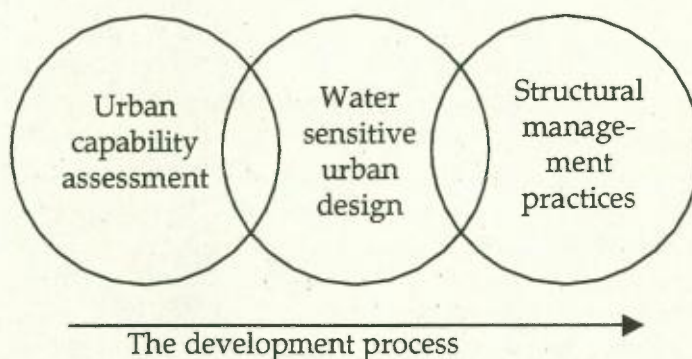 Urban
capability
assessment
Water
sensitive
urban
design
Structural
manage-
ment
practices
The development process